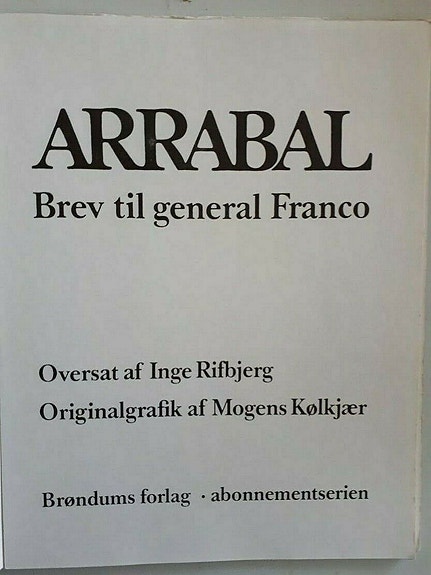 ARRABAL
Brev til general Franco
Oversat af Inge Rifbjerg
Originalgrafik af Mogens Kølkjær
Brøndums forlag · abonnementserien